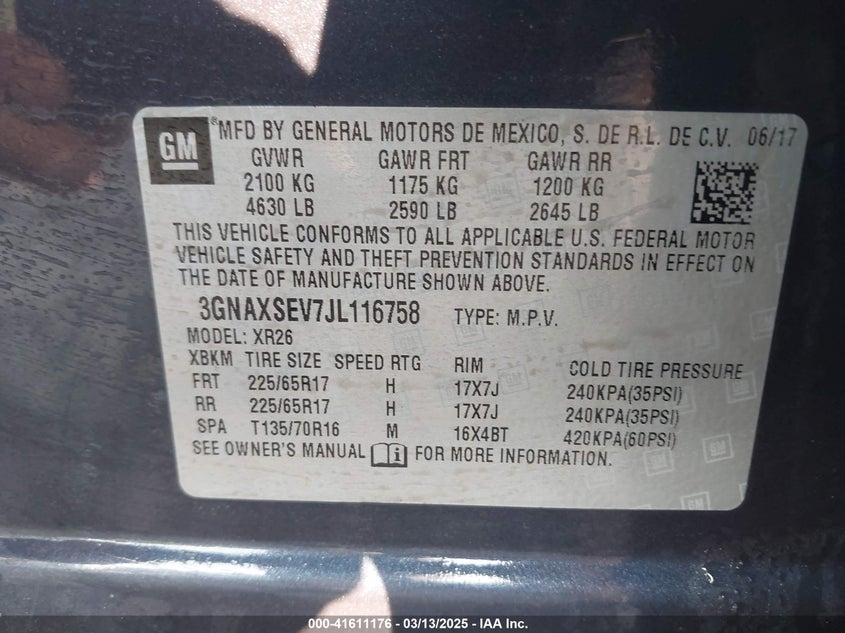 GM
®MFD BY GENERAL MOTORS DE MEXICO, S. DE R.L. DE C.V. 06/17
GVWR GAWR FRT GAWR RR
2100 KG 1175 KG 1200 KG
4630 LB 2590 LB 2645 LB
THIS VEHICLE CONFORMS TO ALL APPLICABLE U.S. FEDERAL MOTOR
VEHICLE SAFETY AND THEFT PREVENTION STANDARDS IN EFFECT ON
THE DATE OF MANUFACTURE SHOWN ABOVE.
3GNAXSEV7JL116758 TYPE: M.P.V.
MODEL: XR26
XBKM TIRE SIZE SPEED RTG RIM COLD TIRE PRESSURE
FRT 225/65R17 H 17X7J 240KPA(35PSI)
RR 225/65R17 H 17X7J 240KPA(35PSI)
SPA T135/70R16 M 16X4BT 420KPA(60PSI)
SEE OWNER'S MANUAL FOR MORE INFORMATION.
000-41611176 - 03/13/2025 - IAA Inc.